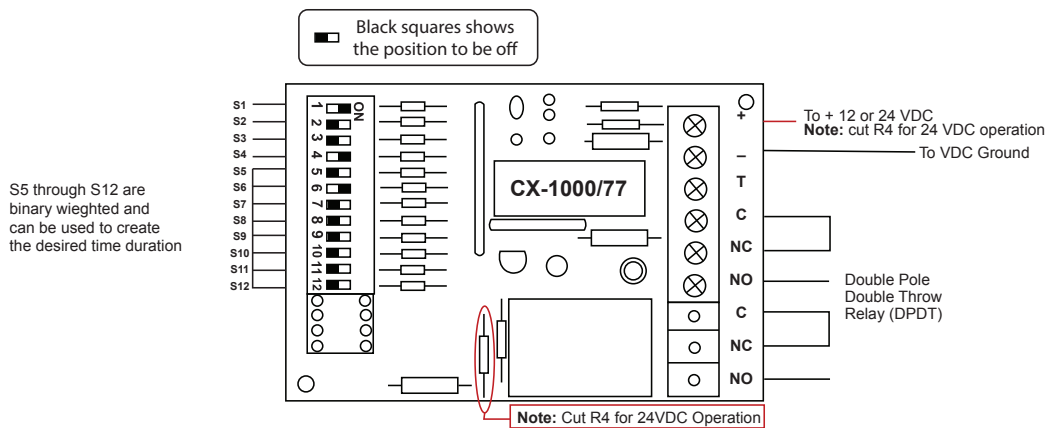 Black squares shows
the position to be off
S1
S2
S3
S4
S5
S6
S7
S8
S9
S10
S11
S12
1
2
3
4
5
6
7
8
9
10
11
12
ON
S5 through S12 are
binary wieghted and
can be used to create
the desired time duration
CX-1000/77
+
–
T
C
NC
NO
C
NC
NO
To + 12 or 24 VDC
Note: cut R4 for 24 VDC operation
To VDC Ground
Double Pole
Double Throw
Relay (DPDT)
Note: Cut R4 for 24VDC Operation